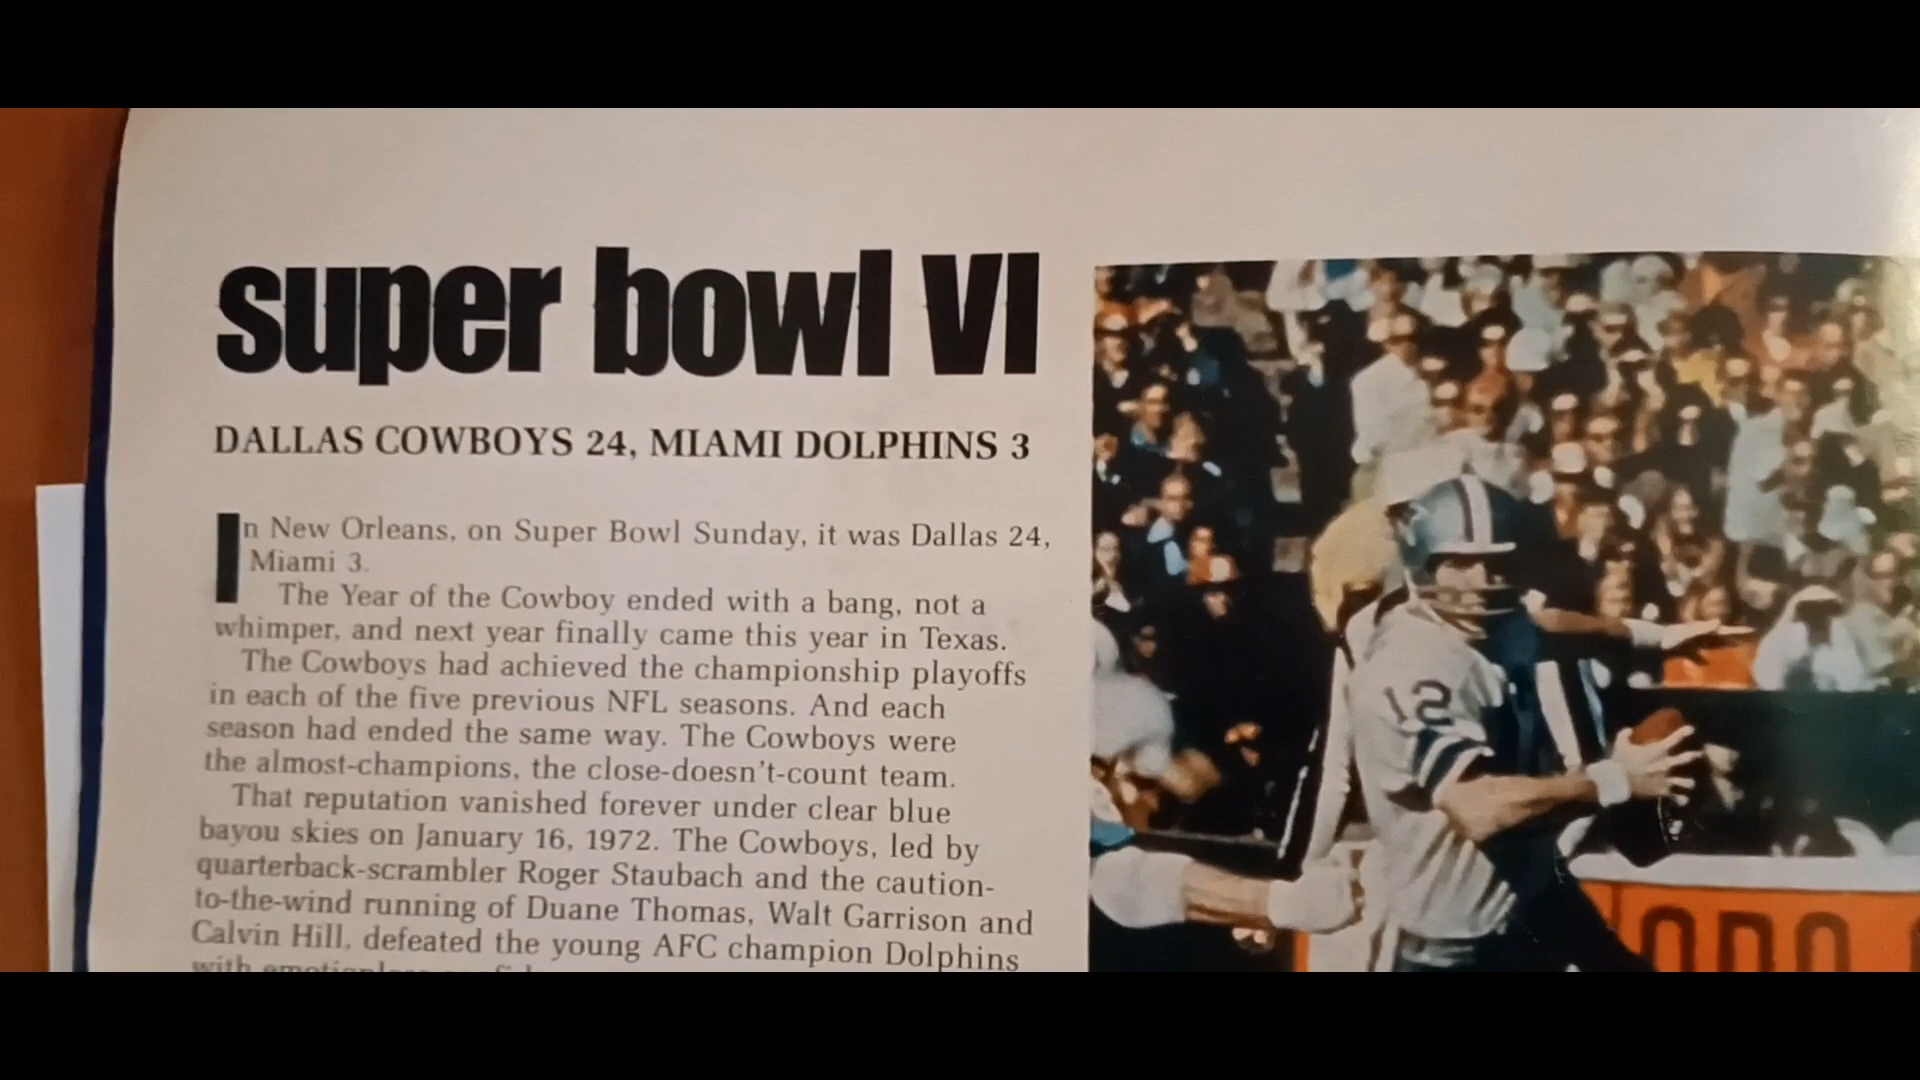 super bowl VI
DALLAS COWBOYS 24, MIAMI DOLPHINS 3
In New Orleans, on Super Bowl Sunday, it was Dallas 24,
Miami 3.
The Year of the Cowboy ended with a bang, not a
whimper, and next year finally came this year in Texas.
The Cowboys had achieved the championship playoffs
in each of the five previous NFL seasons. And each
season had ended the same way. The Cowboys were
the almost-champions, the close-doesn't-count team.
That reputation vanished forever under clear blue
bayou skies on January 16, 1972. The Cowboys, led by
quarterback-scrambler Roger Staubach and the caution-
to-the-wind running of Duane Thomas, Walt Garrison and
Calvin Hill, defeated the young AFC champion Dolphins
with
12